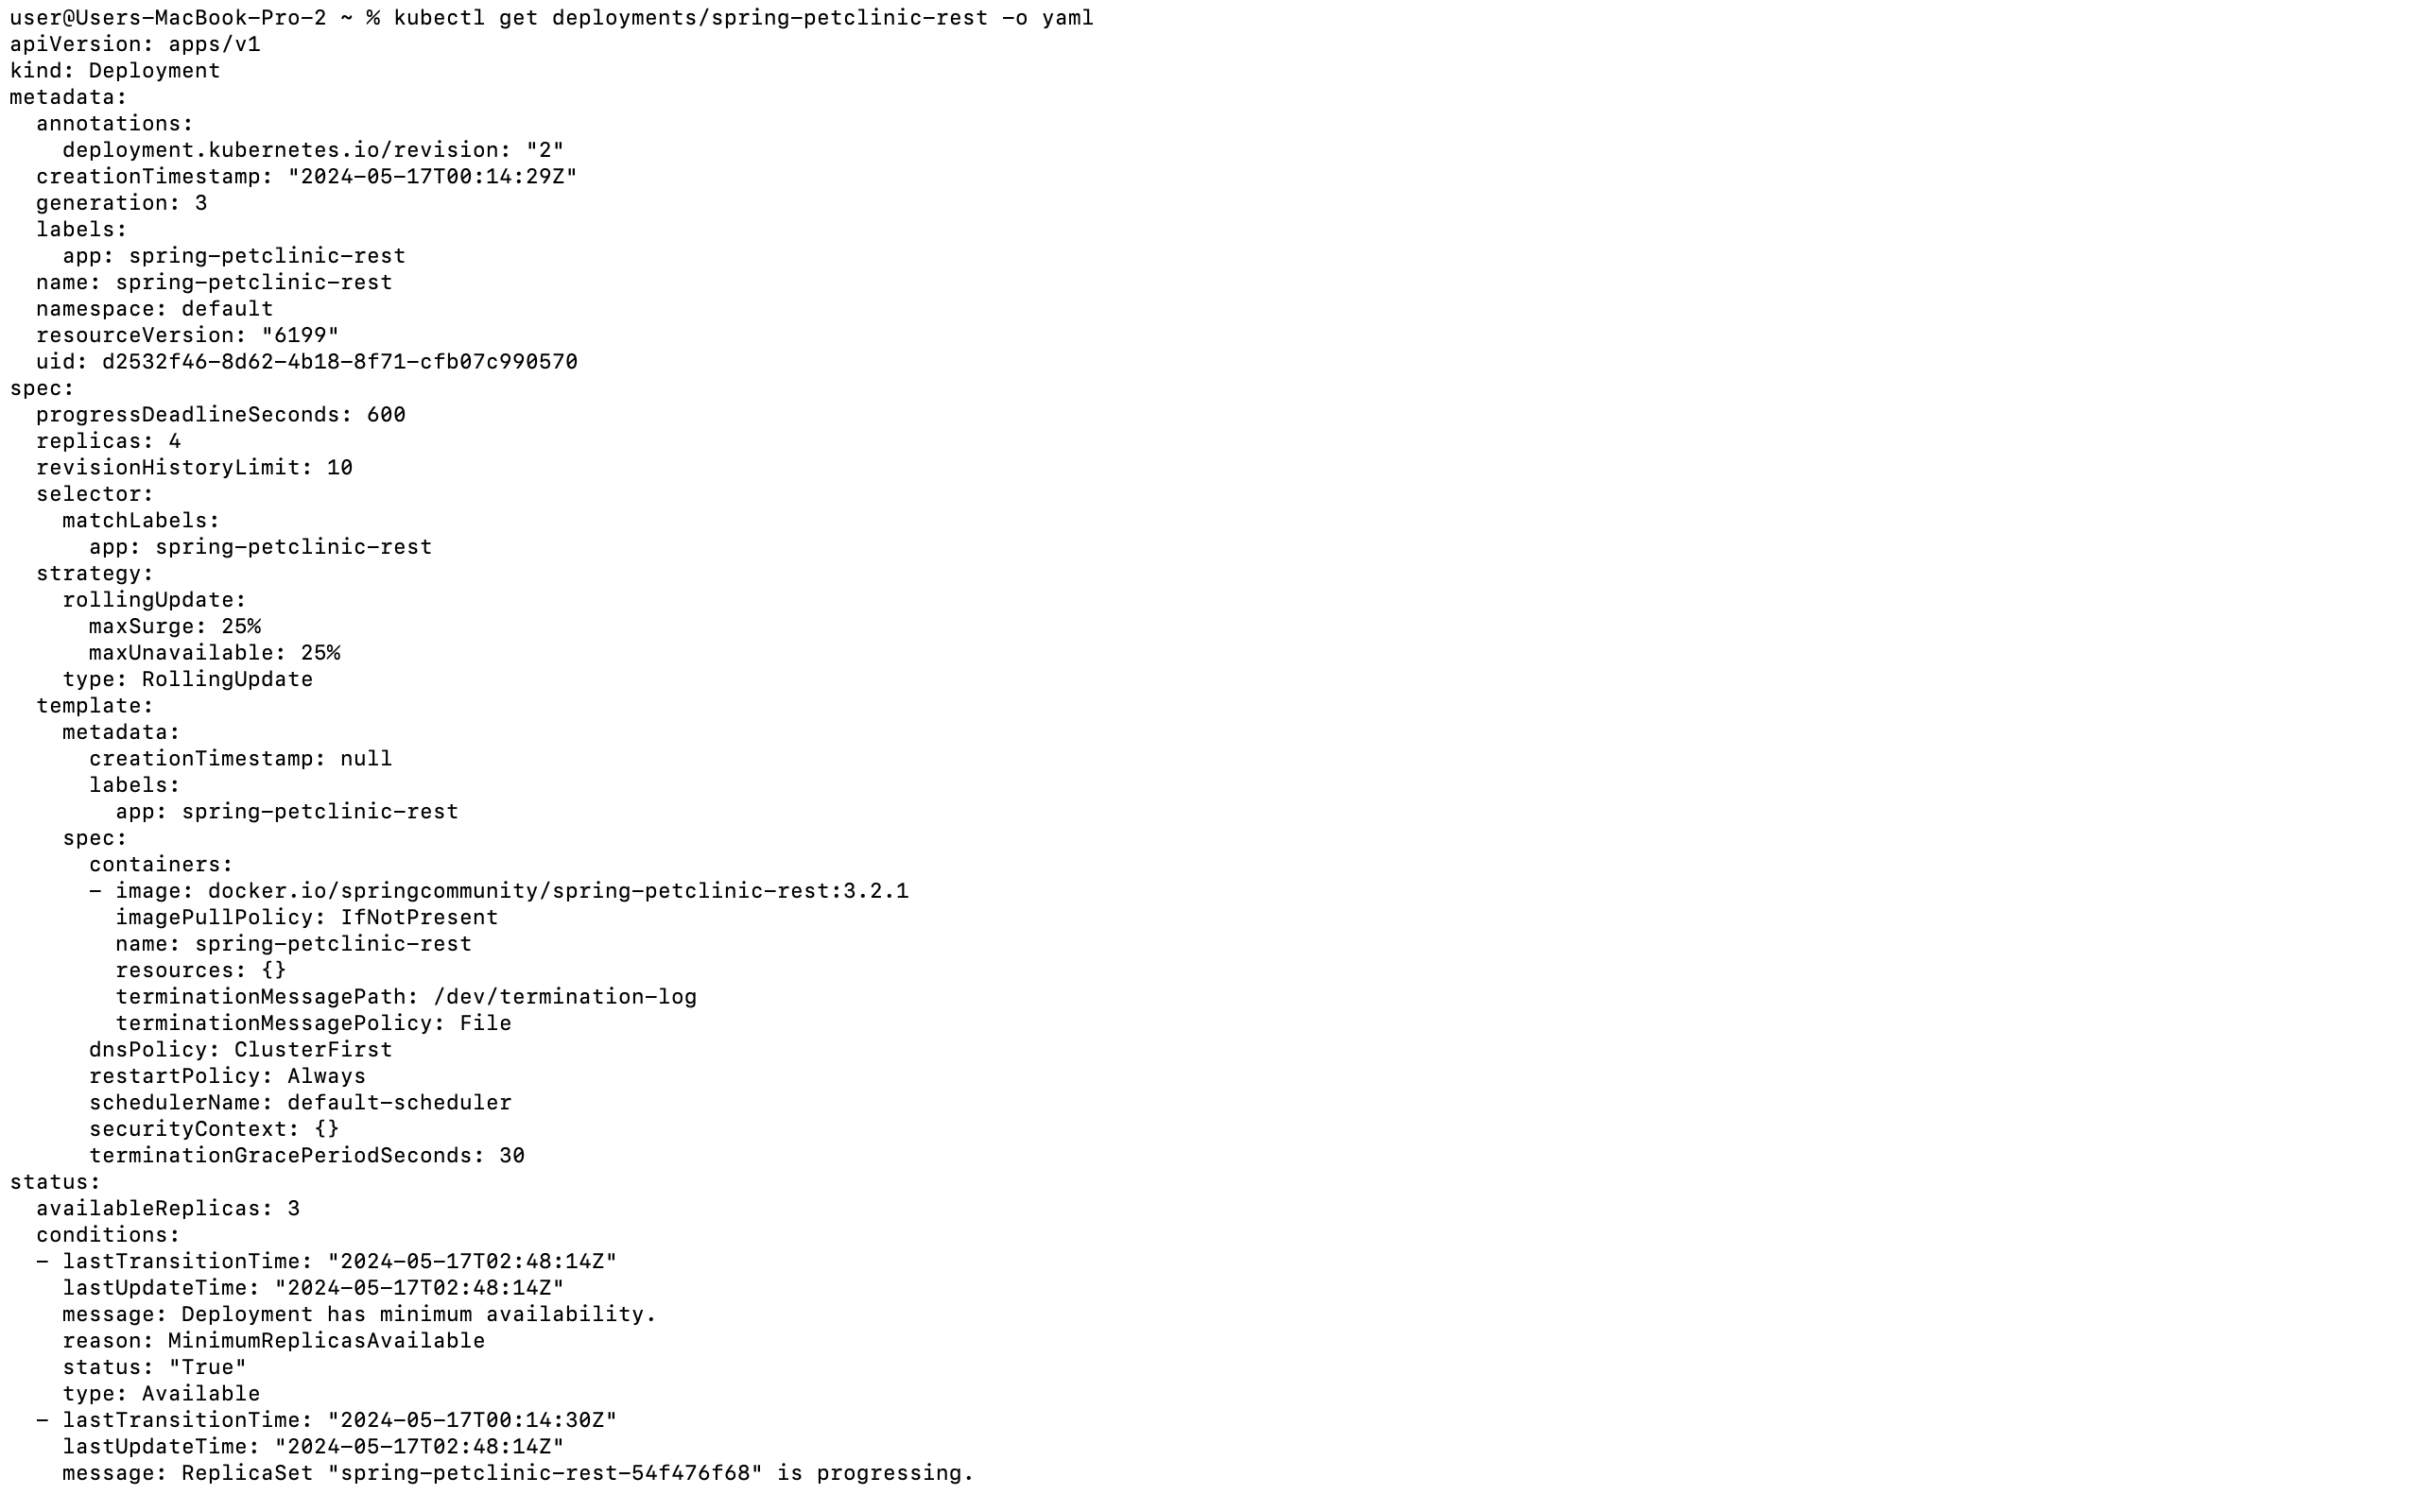 user@Users-MacBook-Pro-2 ~ % kubectl get deployments/spring-petclinic-rest -o yaml
apiVersion: apps/v1
kind: Deployment
metadata:
  annotations:
    deployment.kubernetes.io/revision: "2"
  creationTimestamp: "2024-05-17T00:14:29Z"
  generation: 3
  labels:
    app: spring-petclinic-rest
  name: spring-petclinic-rest
  namespace: default
  resourceVersion: "6199"
  uid: d2532f46-8d62-4b18-8f71-cfb07c990570
spec:
  progressDeadlineSeconds: 600
  replicas: 4
  revisionHistoryLimit: 10
  selector:
    matchLabels:
      app: spring-petclinic-rest
  strategy:
    rollingUpdate:
      maxSurge: 25%
      maxUnavailable: 25%
    type: RollingUpdate
  template:
    metadata:
      creationTimestamp: null
      labels:
        app: spring-petclinic-rest
    spec:
      containers:
      - image: docker.io/springcommunity/spring-petclinic-rest:3.2.1
        imagePullPolicy: IfNotPresent
        name: spring-petclinic-rest
        resources: {}
        terminationMessagePath: /dev/termination-log
        terminationMessagePolicy: File
      dnsPolicy: ClusterFirst
      restartPolicy: Always
      schedulerName: default-scheduler
      securityContext: {}
      terminationGracePeriodSeconds: 30
status:
  availableReplicas: 3
  conditions:
  - lastTransitionTime: "2024-05-17T02:48:14Z"
    lastUpdateTime: "2024-05-17T02:48:14Z"
    message: Deployment has minimum availability.
    reason: MinimumReplicasAvailable
    status: "True"
    type: Available
  - lastTransitionTime: "2024-05-17T00:14:30Z"
    lastUpdateTime: "2024-05-17T02:48:14Z"
    message: ReplicaSet "spring-petclinic-rest-54f476f68" is progressing.